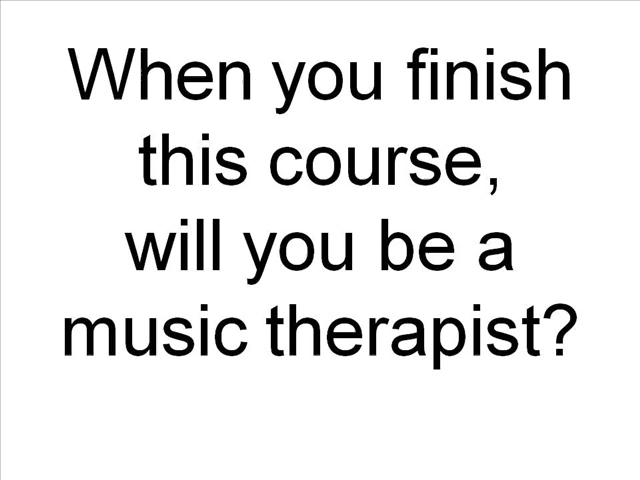 When you finish
this course,
will you be a
music therapist?